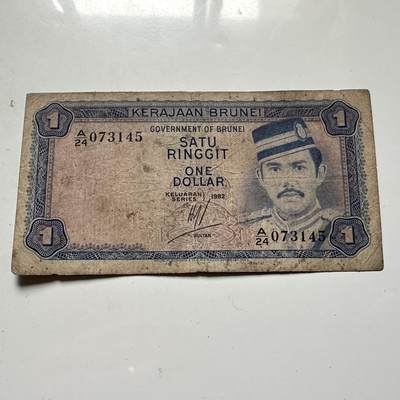 1
KERAJAAN BRUNEI
GOVERNMENT OF BRUNEI
A/24 073145
SATU
RINGGIT
ONE
DOLLAR
KELUARAN
SERIES 1982
SULTAN
1
A/24 073145
1